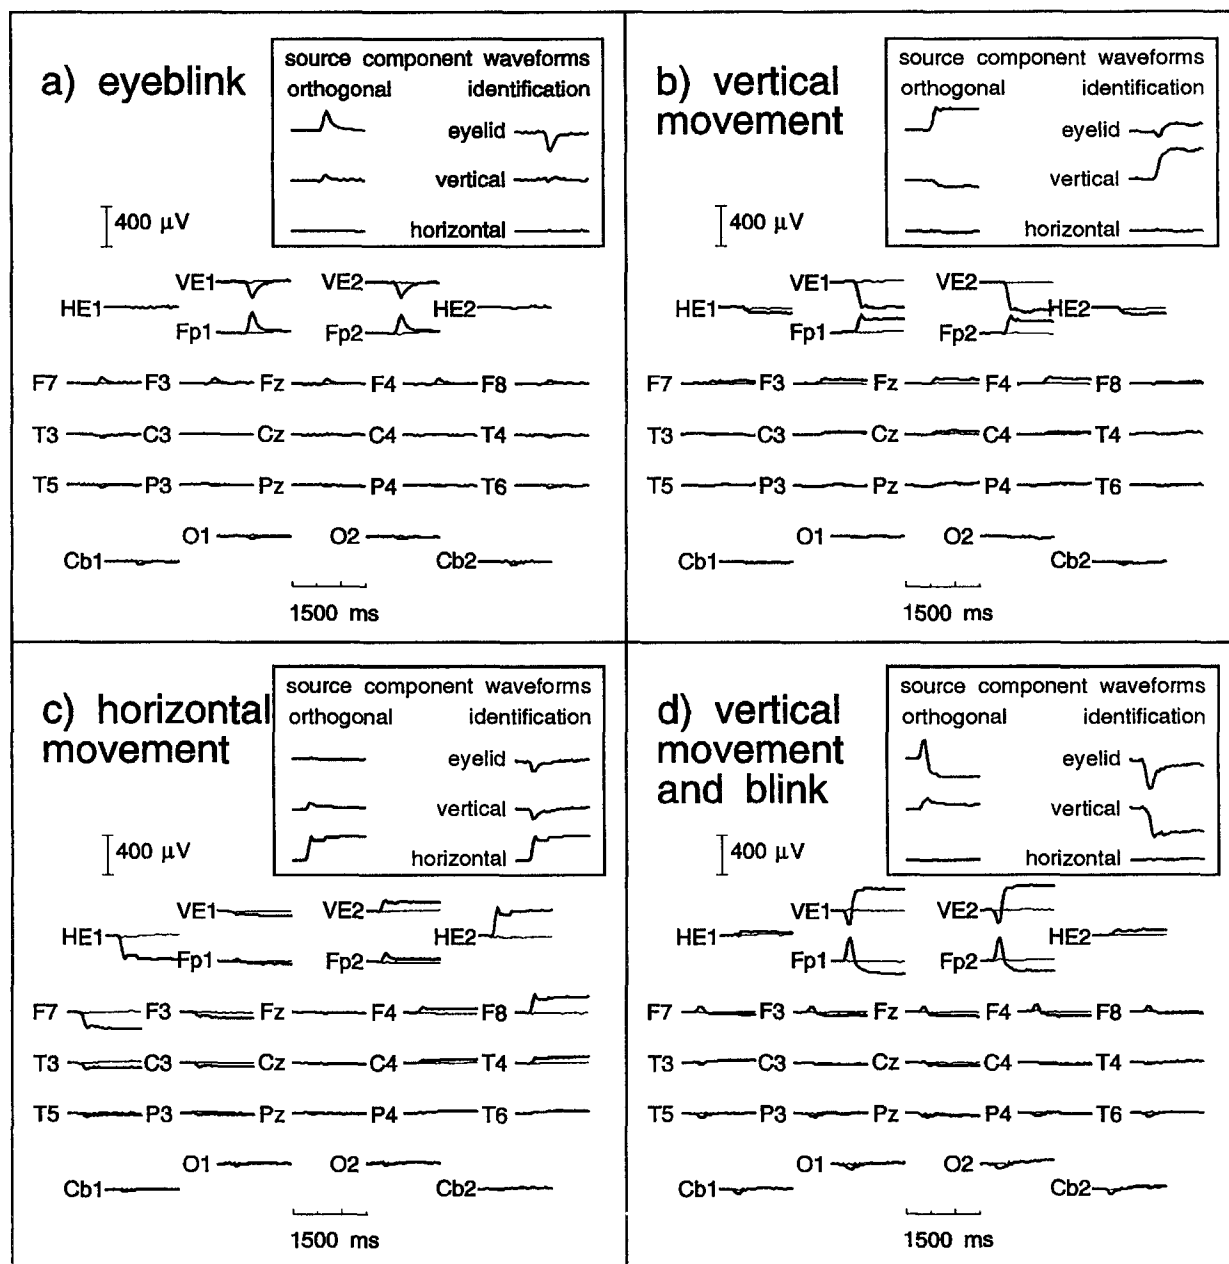 a) eyeblink
source component waveforms
orthogonal identification
eyelid
vertical
horizontal
400 µV
VE1 VE2
HE1 HE2
Fp1 Fp2
F7 F3 Fz F4 F8
T3 C3 Cz C4 T4
T5 P3 Pz P4 T6
O1 O2
Cb1 Cb2
1500 ms
b) vertical
movement
source component waveforms
orthogonal identification
eyelid
vertical
horizontal
400 µV
VE1 VE2
HE1 HE2
Fp1 Fp2
F7 F3 Fz F4 F8
T3 C3 Cz C4 T4
T5 P3 Pz P4 T6
O1 O2
Cb1 Cb2
1500 ms
c) horizontal
movement
source component waveforms
orthogonal identification
eyelid
vertical
horizontal
400 µV
VE1 VE2
HE1 HE2
Fp1 Fp2
F7 F3 Fz F4 F8
T3 C3 Cz C4 T4
T5 P3 Pz P4 T6
O1 O2
Cb1 Cb2
1500 ms
d) vertical
movement
and blink
source component waveforms
orthogonal identification
eyelid
vertical
horizontal
400 µV
VE1 VE2
HE1 HE2
Fp1 Fp2
F7 F3 Fz F4 F8
T3 C3 Cz C4 T4
T5 P3 Pz P4 T6
O1 O2
Cb1 Cb2
1500 ms